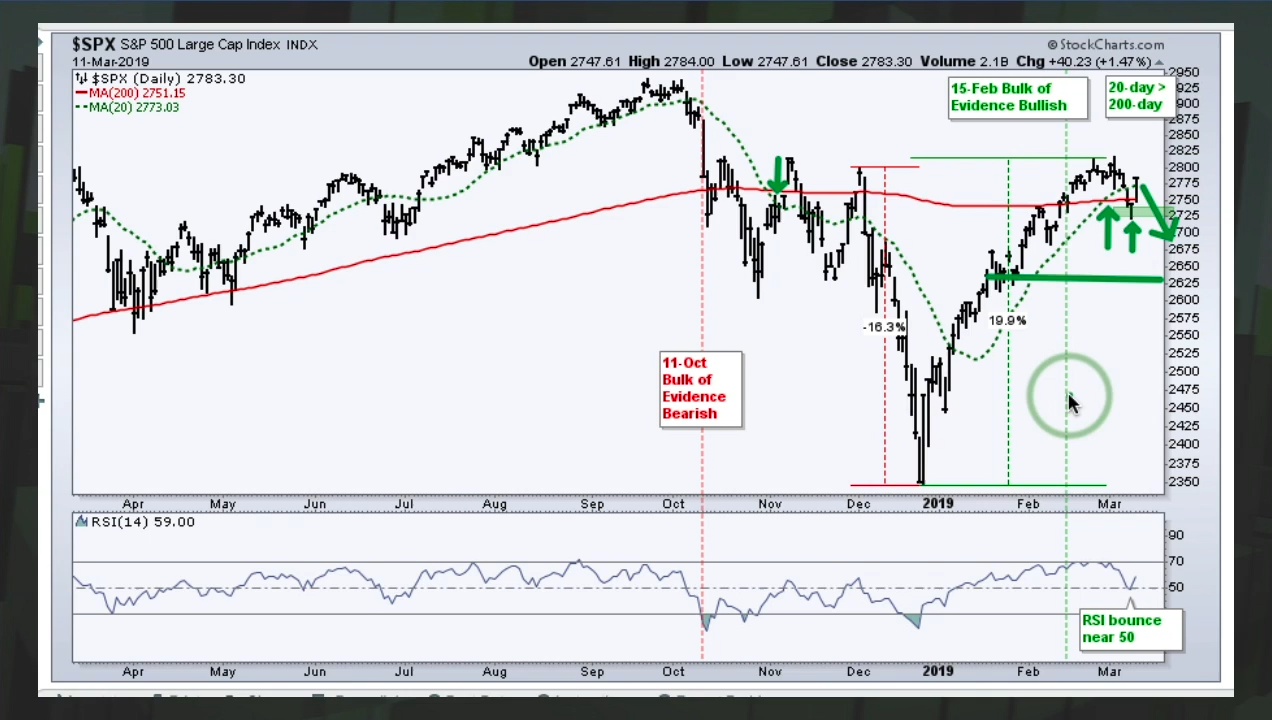 $SPX S&P 500 Large Cap Index INDX
© StockCharts.com
11-Mar-2019
Open 2747.61 High 2784.00 Low 2747.61 Close 2783.30 Volume 2.1B Chg +40.23 (+1.47%)
$SPX (Daily) 2783.30
MA(200) 2751.15
MA(20) 2773.03
15-Feb Bulk of
Evidence Bullish
20-day >
200-day
2950
2925
2900
2875
2850
2825
2800
2775
2750
2725
2700
2675
2650
2625
2600
2575
2550
2525
2500
2475
2450
2425
2400
2375
2350
-16.3%
19.9%
11-Oct
Bulk of
Evidence
Bearish
Apr May Jun Jul Aug Sep Oct Nov Dec 2019 Feb Mar
RSI(14) 59.00
90
70
50
RSI bounce
near 50
Apr May Jun Jul Aug Sep Oct Nov Dec 2019 Feb Mar